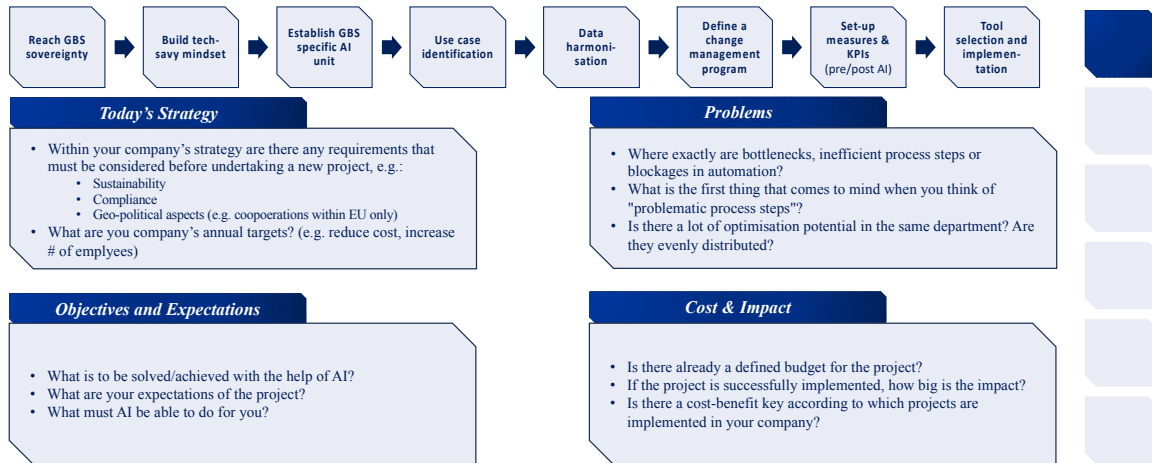 Reach GBS
sovereignty
Build tech-
savy mindset
Establish GBS
specific AI
unit
Use case
identification
Data
harmoni-
sation
Define a
change
management
program
Set-up
measures &
KPIs
(pre/post AI)
Tool
selection and
implemen-
tation
Today's Strategy
• Within your company's strategy are there any requirements that
must be considered before undertaking a new project, e.g.:
• Sustainability
• Compliance
• Geo-political aspects (e.g. coopoerations within EU only)
• What are you company's annual targets? (e.g. reduce cost, increase
# of emplyees)
Problems
• Where exactly are bottlenecks, inefficient process steps or
blockages in automation?
• What is the first thing that comes to mind when you think of
"problematic process steps"?
• Is there a lot of optimisation potential in the same department? Are
they evenly distributed?
Objectives and Expectations
• What is to be solved/achieved with the help of AI?
• What are your expectations of the project?
• What must AI be able to do for you?
Cost & Impact
• Is there already a defined budget for the project?
• If the project is successfully implemented, how big is the impact?
• Is there a cost-benefit key according to which projects are
implemented in your company?